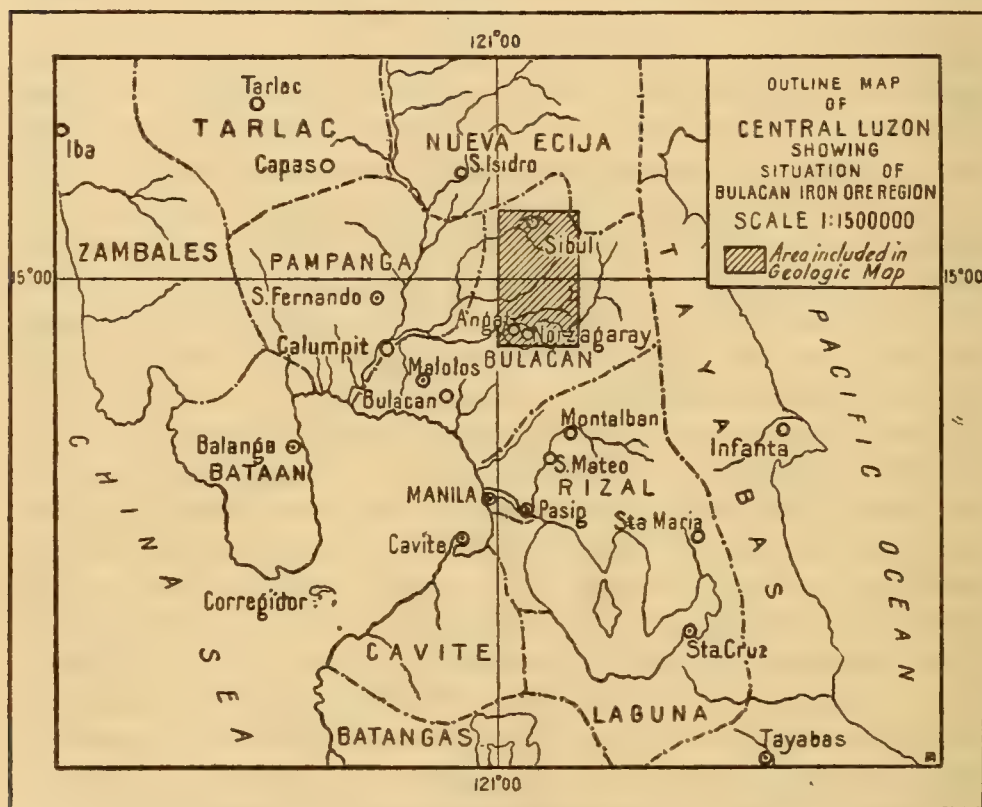 121°00
OUTLINE MAP
OF
CENTRAL LUZON
SHOWING
SITUATION OF
BULACAN IRON ORE REGION
SCALE 1:1500000
Area included in
Geologic Map
Tarlac
TARLAC
Iba
Capas
NUEVA ECIJA
S. Isidro
ZAMBALES
Sibul
PAMPANGA
15°00
15°00
S. Fernando
Angat
Norzagaray
Calumpit
BULACAN
Malolos
Bulacan
TAYABAS
PACIFIC OCEAN
Montalban
Infanta
Balanga
BATAAN
S. Mateo
RIZAL
MANILA
Pasig
Sta Maria
Cavite
CHINA SEA
Corregidor
Sta. Cruz
CAVITE
LAGUNA
BATANGAS
Tayabas
121°00